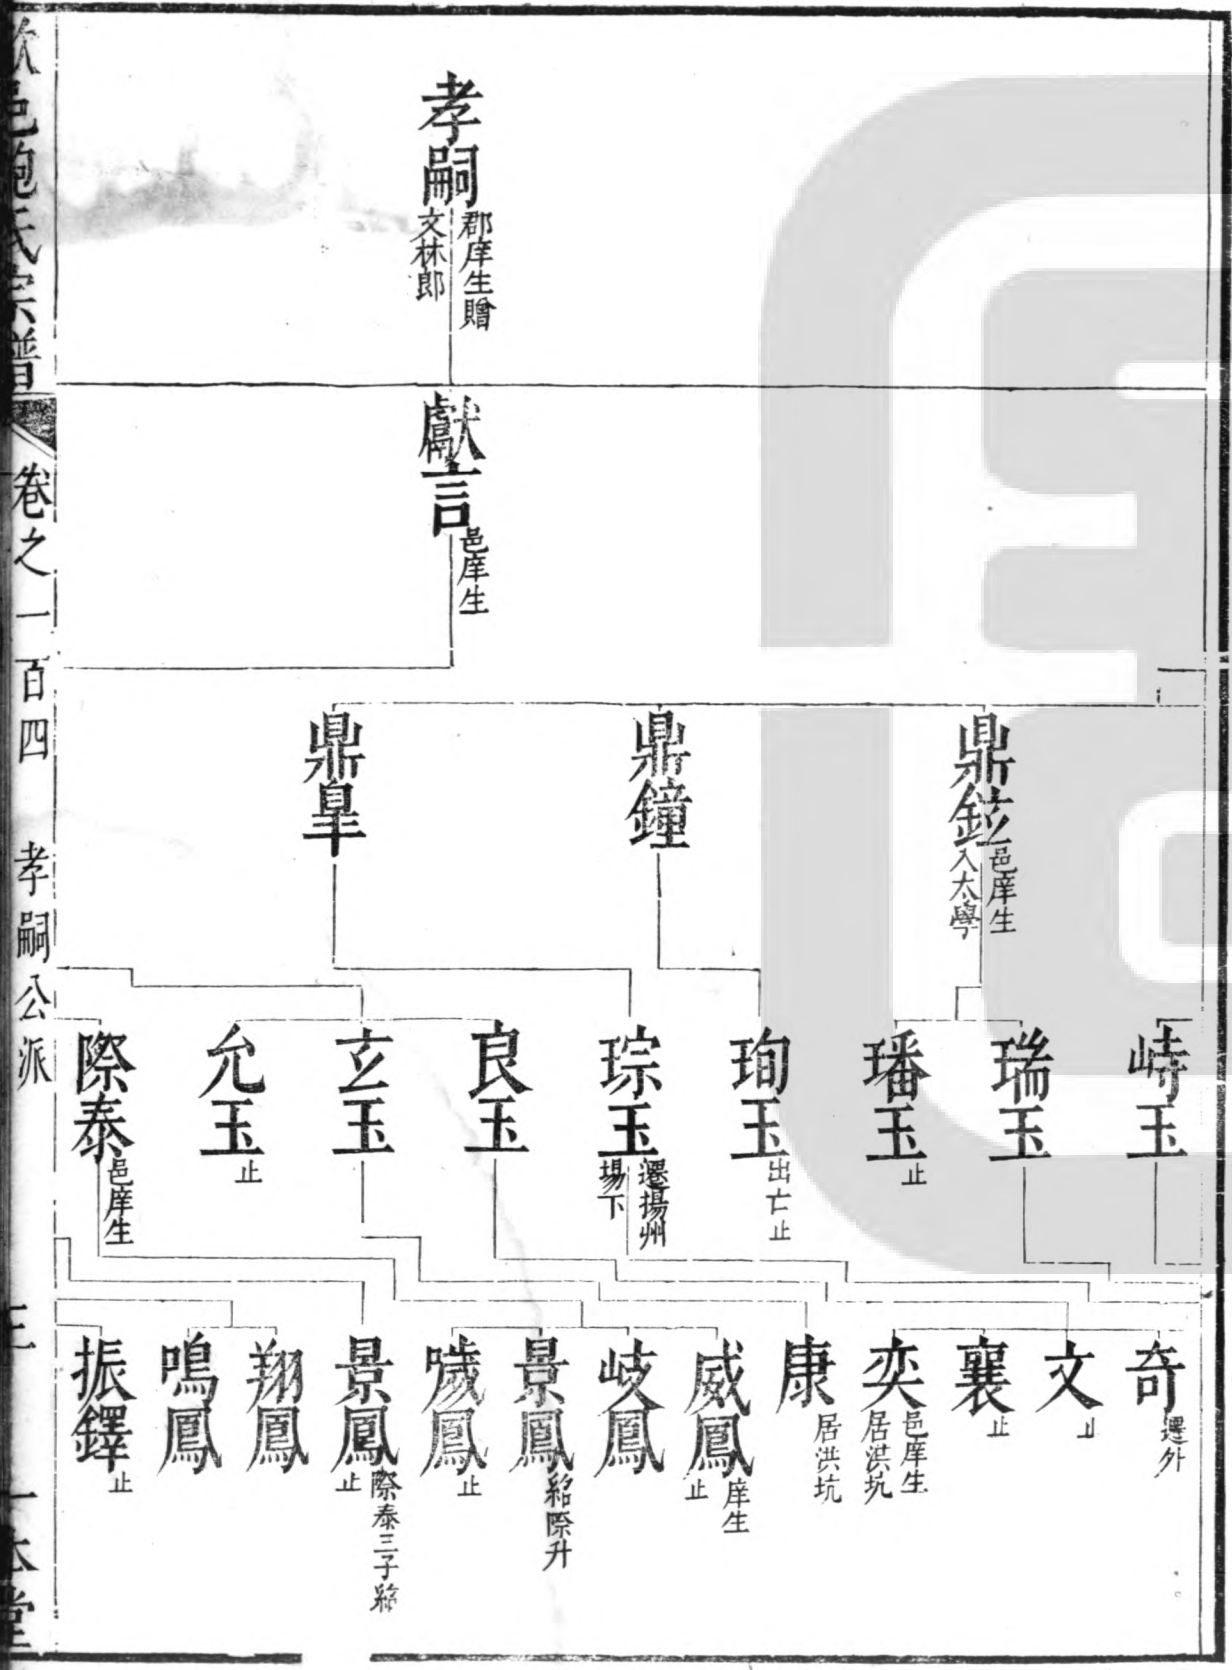 孝嗣
郡庠生贈
文林郎
獻言
邑庠生
鼎鉉
邑庠生
入太學
鼎鐘
鼎臯
峙玉
瑞玉
璠玉
止
珣玉
出亡止
琮玉
遷揚州
場下
良玉
玄玉
允玉
止
際泰
邑庠生
奇
遷外
文
止
襄
止
奕
邑庠生
居洪坑
康
居洪坑
威鳳
庠生
止
岐鳳
景鳳
紹際升
噦鳳
止
景鳳
際泰三子紹
止
翔鳳
鳴鳳
振鐸
止
邑鮑氏宗譜
卷之一百四
孝嗣公派
一本堂